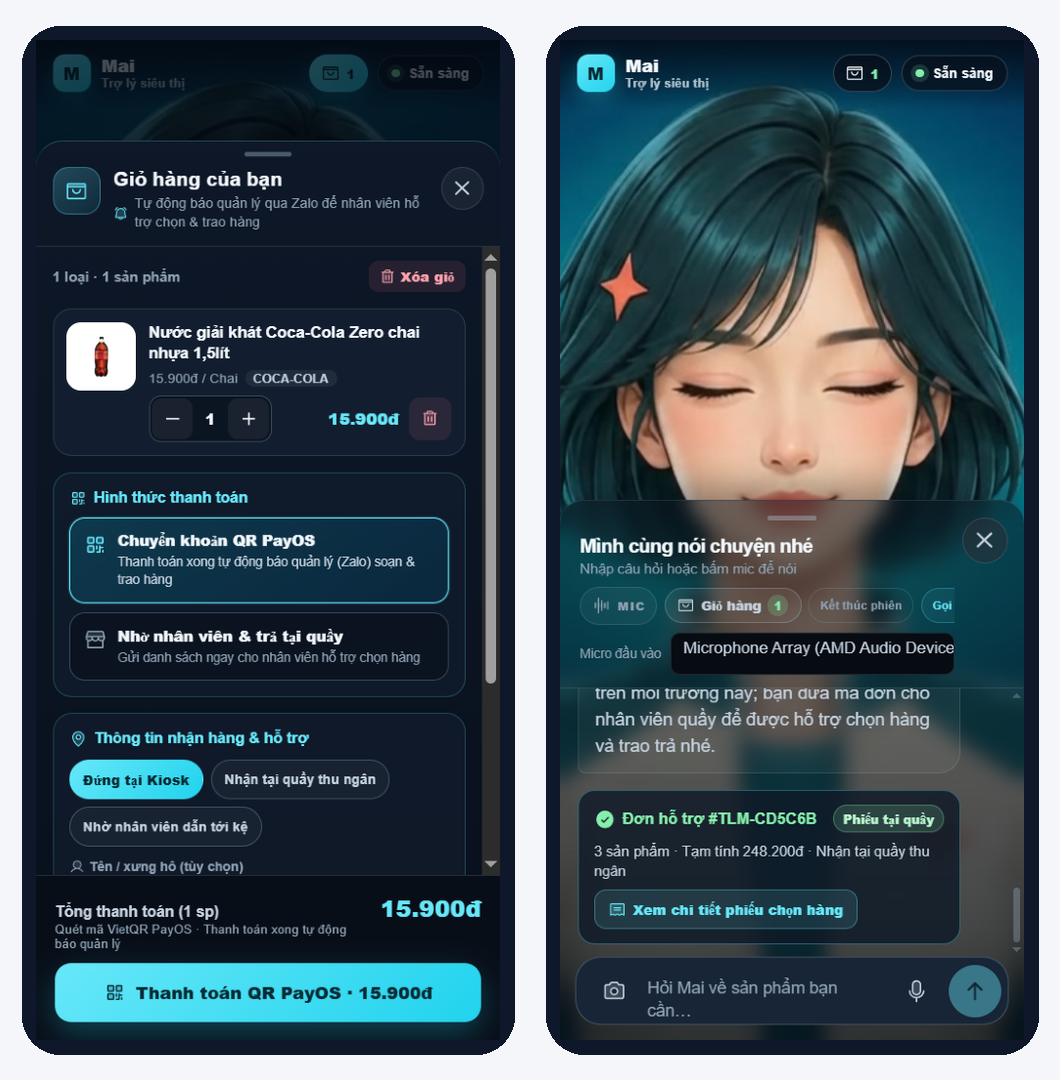 M
Mai
Trợ lý siêu thị
1
Sẵn sàng
Giỏ hàng của bạn
Tự động báo quản lý qua Zalo để nhân viên hỗ
trợ chọn & trao hàng
1 loại · 1 sản phẩm
Xóa giỏ
Nước giải khát Coca-Cola Zero chai
nhựa 1,5lít
15.900đ / Chai COCA-COLA
1
15.900đ
Hình thức thanh toán
Chuyển khoản QR PayOS
Thanh toán xong tự động báo quản lý (Zalo) soạn &
trao hàng
Nhờ nhân viên & trả tại quầy
Gửi danh sách ngay cho nhân viên hỗ trợ chọn hàng
Thông tin nhận hàng & hỗ trợ
Đứng tại Kiosk
Nhận tại quầy thu ngân
Nhờ nhân viên dẫn tới kệ
Tên / xưng hô (tùy chọn)
Tổng thanh toán (1 sp)
15.900đ
Quét mã VietQR PayOS · Thanh toán xong tự động
báo quản lý
Thanh toán QR PayOS · 15.900đ
M
Mai
Trợ lý siêu thị
1
Sẵn sàng
Mình cùng nói chuyện nhé
Nhập câu hỏi hoặc bấm mic để nói
MIC
Giỏ hàng 1
Kết thúc phiên
Gọi
Micro đầu vào
Microphone Array (AMD Audio Device
trên môi trường này; bạn đưa mã đơn cho
nhân viên quầy để được hỗ trợ chọn hàng
và trao trả nhé.
Đơn hỗ trợ #TLM-CD5C6B
Phiếu tại quầy
3 sản phẩm · Tạm tính 248.200đ · Nhận tại quầy thu
ngân
Xem chi tiết phiếu chọn hàng
Hỏi Mai về sản phẩm bạn
cần…